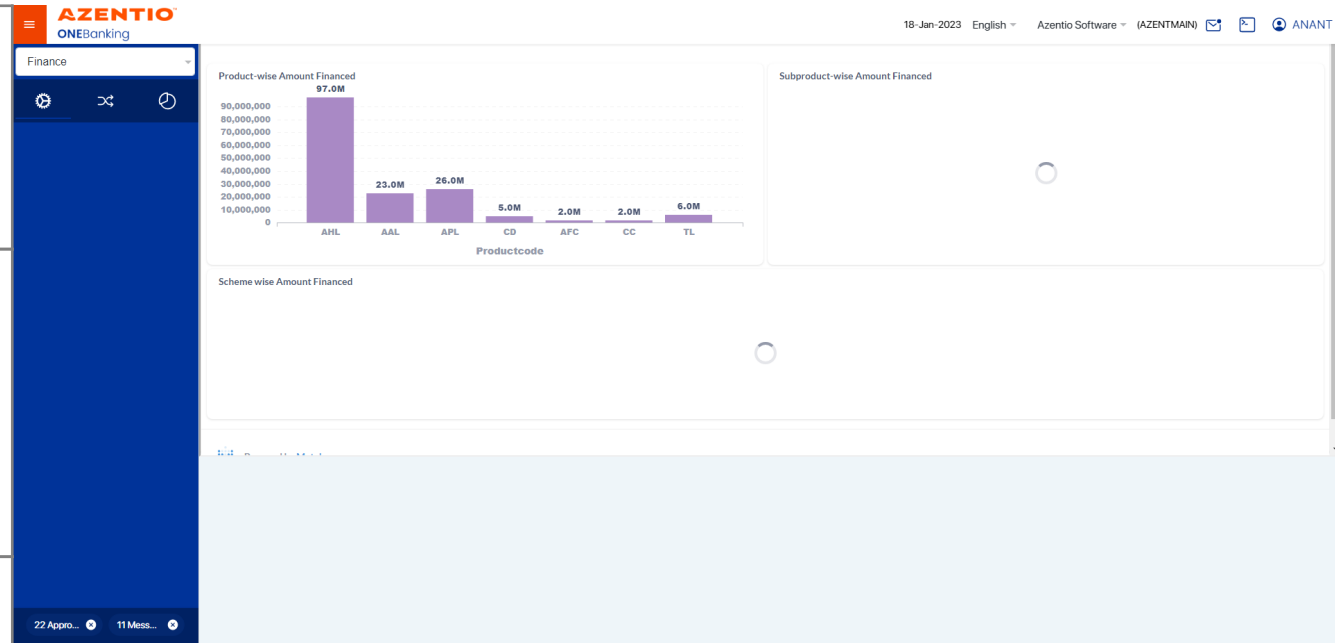 AZENTIO
ONEBanking
18-Jan-2023 English Azentio Software (AZENTMAIN) ANANT
Finance
Product-wise Amount Financed
97.0M
90,000,000
80,000,000
70,000,000
60,000,000
50,000,000
40,000,000
30,000,000
20,000,000
10,000,000
0
23.0M
26.0M
5.0M
2.0M
2.0M
6.0M
AHL AAL APL CD AFC CC TL
Productcode
Subproduct-wise Amount Financed
Scheme wise Amount Financed
22 Appro... 11 Mess...